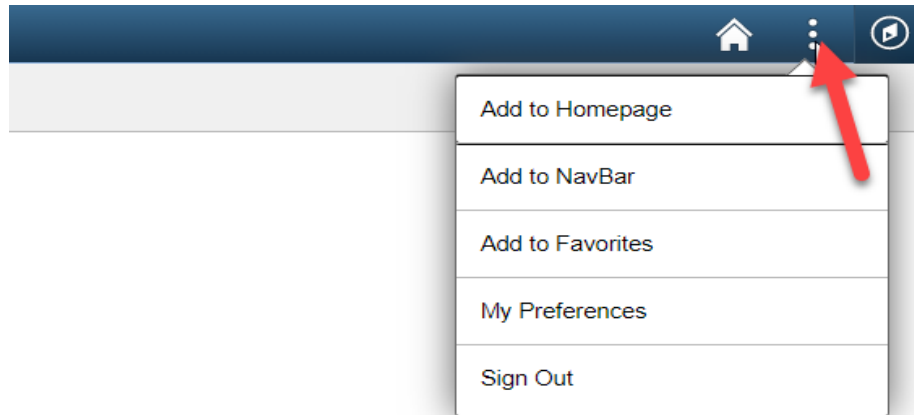 Add to Homepage
Add to NavBar
Add to Favorites
My Preferences
Sign Out